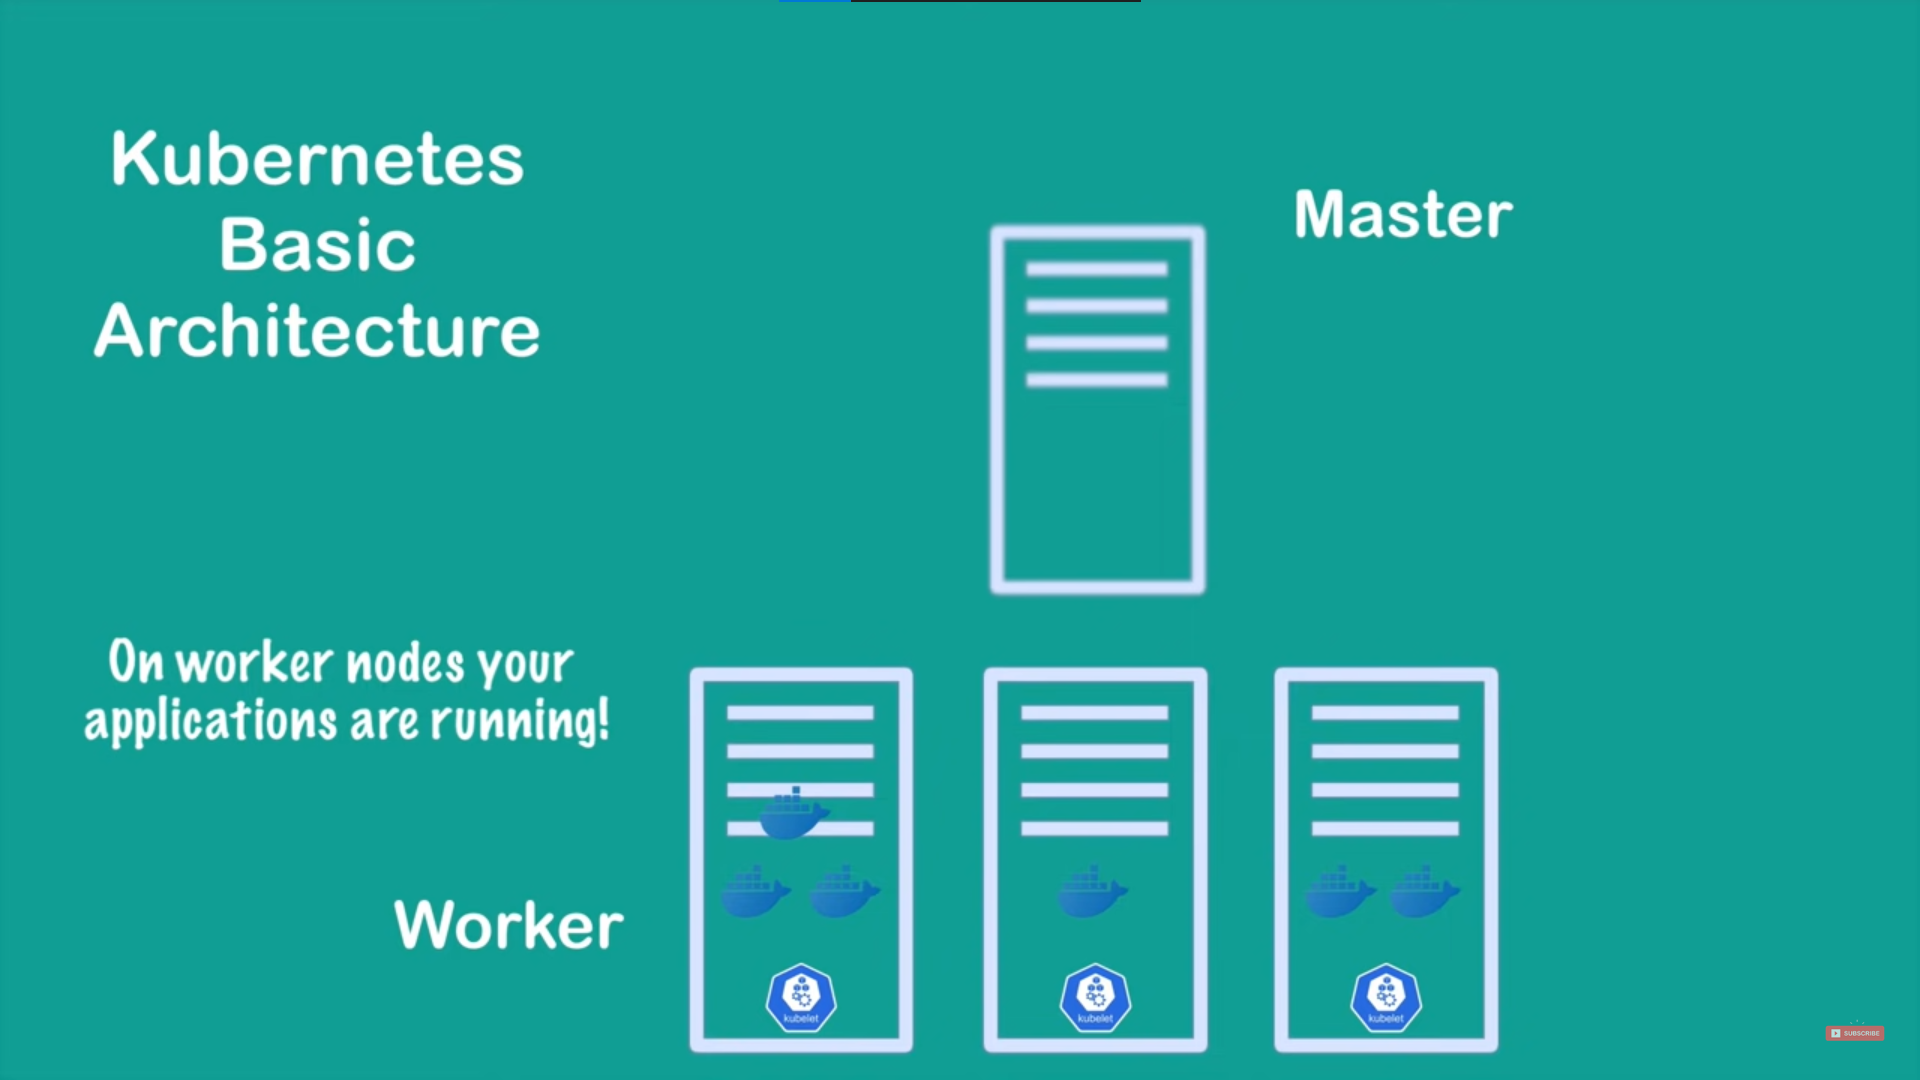 Kubernetes
Basic
Architecture
Master
On worker nodes your
applications are running!
Worker
kubelet
kubelet
kubelet
SUBSCRIBE